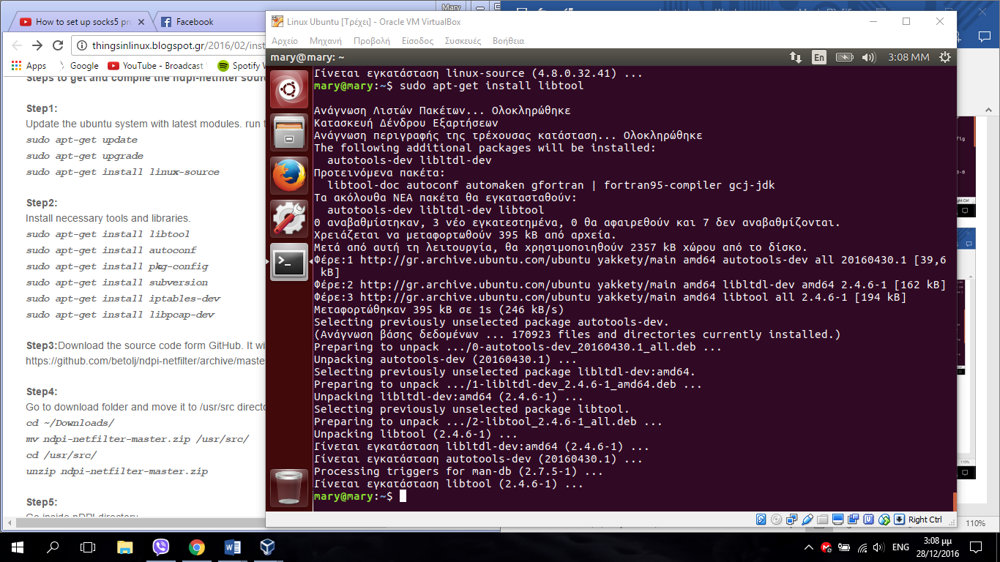 Mary
How to set up socks5 pr
Facebook
thingsinlinux.blogspot.gr/2016/02/inst
Apps
Google
YouTube - Broadcast
Spotify
Steps to get and compile the ndpi-netfilter sour
Step1:
Update the ubuntu system with latest modules. run t
sudo apt-get update
sudo apt-get upgrade
sudo apt-get install linux-source
Step2:
Install necessary tools and libraries.
sudo apt-get install libtool
sudo apt-get install autoconf
sudo apt-get install pkg-config
sudo apt-get install subversion
sudo apt-get install iptables-dev
sudo apt-get install libpcap-dev
Step3:Download the source code form GitHub. It wi
https://github.com/betolj/ndpi-netfilter/archive/maste
Step4:
Go to download folder and move it to /usr/src directo
cd ~/Downloads/
mv ndpi-netfilter-master.zip /usr/src/
cd /usr/src/
unzip ndpi-netfilter-master.zip
Step5:
Go inside nDPI directory
Linux Ubuntu [Τρέχει] - Oracle VM VirtualBox
Αρχείο Μηχανή Προβολή Είσοδος Συσκευές Βοήθεια
mary@mary: ~
En
3:08 ΜΜ
Γίνεται εγκατάσταση linux-source (4.8.0.32.41) ...
mary@mary:~$ sudo apt-get install libtool
Ανάγνωση Λιστών Πακέτων... Ολοκληρώθηκε
Κατασκευή Δένδρου Εξαρτήσεων
Ανάγνωση περιγραφής της τρέχουσας κατάσταση... Ολοκληρώθηκε
The following additional packages will be installed:
autotools-dev libltdl-dev
Προτεινόμενα πακέτα:
libtool-doc autoconf automaken gfortran | fortran95-compiler gcj-jdk
Τα ακόλουθα ΝΕΑ πακέτα θα εγκατασταθούν:
autotools-dev libltdl-dev libtool
0 αναβαθμίστηκαν, 3 νέο εγκατεστημένα, 0 θα αφαιρεθούν και 7 δεν αναβαθμίζονται.
Χρειάζεται να μεταφορτωθούν 395 kB από αρχεία.
Μετά από αυτή τη λειτουργία, θα χρησιμοποιηθούν 2357 kB χώρου από το δίσκο.
Φέρε:1 http://gr.archive.ubuntu.com/ubuntu yakkety/main amd64 autotools-dev all 20160430.1 [39,6
kB]
Φέρε:2 http://gr.archive.ubuntu.com/ubuntu yakkety/main amd64 libltdl-dev amd64 2.4.6-1 [162 kB]
Φέρε:3 http://gr.archive.ubuntu.com/ubuntu yakkety/main amd64 libtool all 2.4.6-1 [194 kB]
Μεταφορτώθηκαν 395 kB σε 1s (246 kB/s)
Selecting previously unselected package autotools-dev.
(Ανάγνωση βάσης δεδομένων ... 170923 files and directories currently installed.)
Preparing to unpack .../0-autotools-dev_20160430.1_all.deb ...
Unpacking autotools-dev (20160430.1) ...
Selecting previously unselected package libltdl-dev:amd64.
Preparing to unpack .../1-libltdl-dev_2.4.6-1_amd64.deb ...
Unpacking libltdl-dev:amd64 (2.4.6-1) ...
Selecting previously unselected package libtool.
Preparing to unpack .../2-libtool_2.4.6-1_all.deb ...
Unpacking libtool (2.4.6-1) ...
Γίνεται εγκατάσταση libltdl-dev:amd64 (2.4.6-1) ...
Γίνεται εγκατάσταση autotools-dev (20160430.1) ...
Processing triggers for man-db (2.7.5-1) ...
Γίνεται εγκατάσταση libtool (2.4.6-1) ...
mary@mary:~$
Right Ctrl
110%
ENG
3:08 μμ
28/12/2016